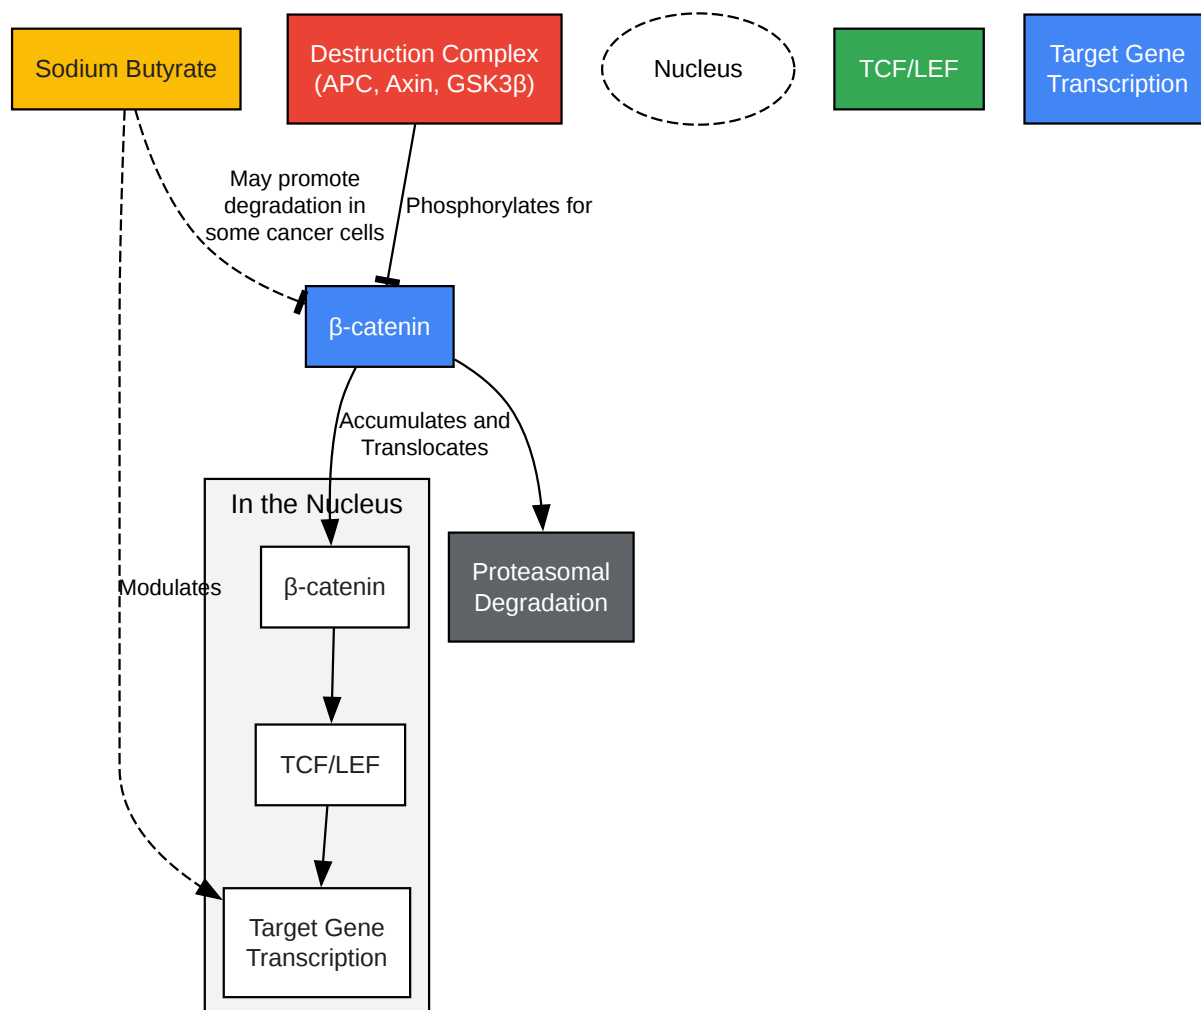 Sodium Butyrate
Destruction Complex
(APC, Axin, GSK3β)
Nucleus
TCF/LEF
Target Gene
Transcription
May promote
degradation in
some cancer cells
Phosphorylates for
β-catenin
Accumulates and
Translocates
In the Nucleus
β-catenin
Proteasomal
Degradation
Modulates
TCF/LEF
Target Gene
Transcription